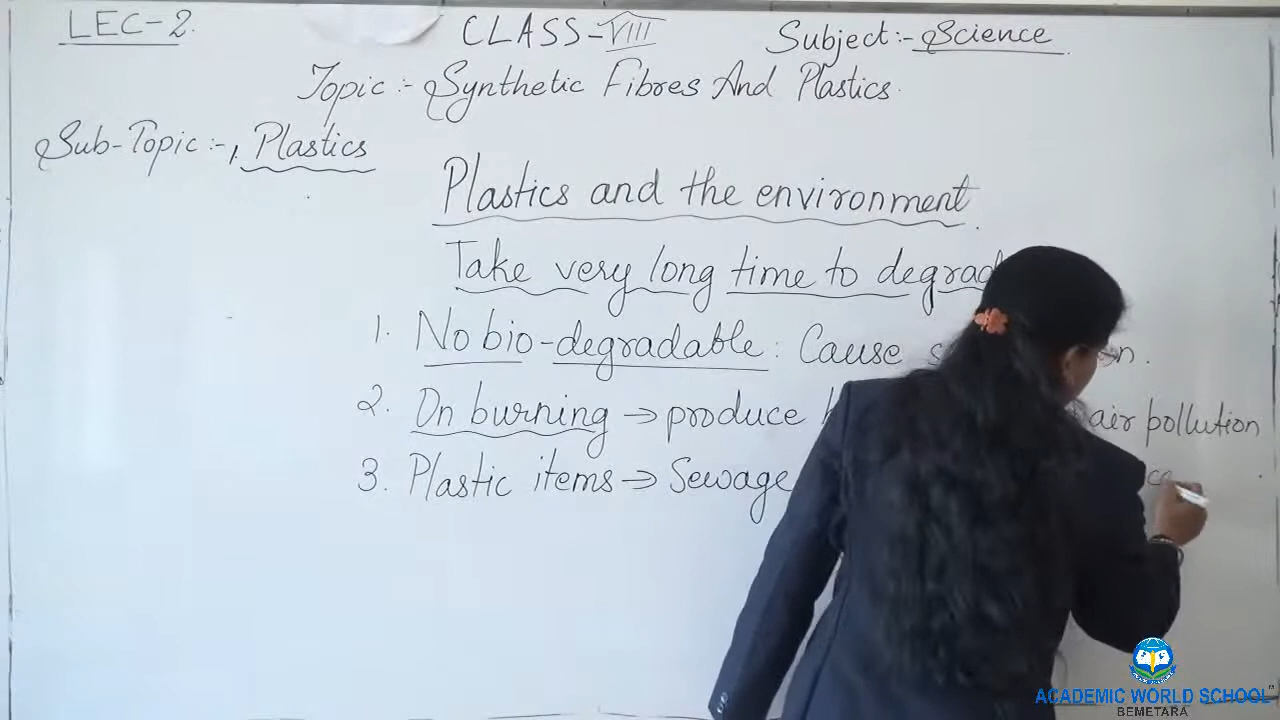 LEC-2.
CLASS-VIII
Subject:- Science
Topic:- Synthetic Fibres And Plastics.
Sub-Topic:-, Plastics
Plastics and the environment.
Take very long time to
1. No bio-degradable: Cause
2. On burning → produce air pollution
3. Plastic items → Sewage
ACADEMIC WORLD SCHOOL"
BEMETARA